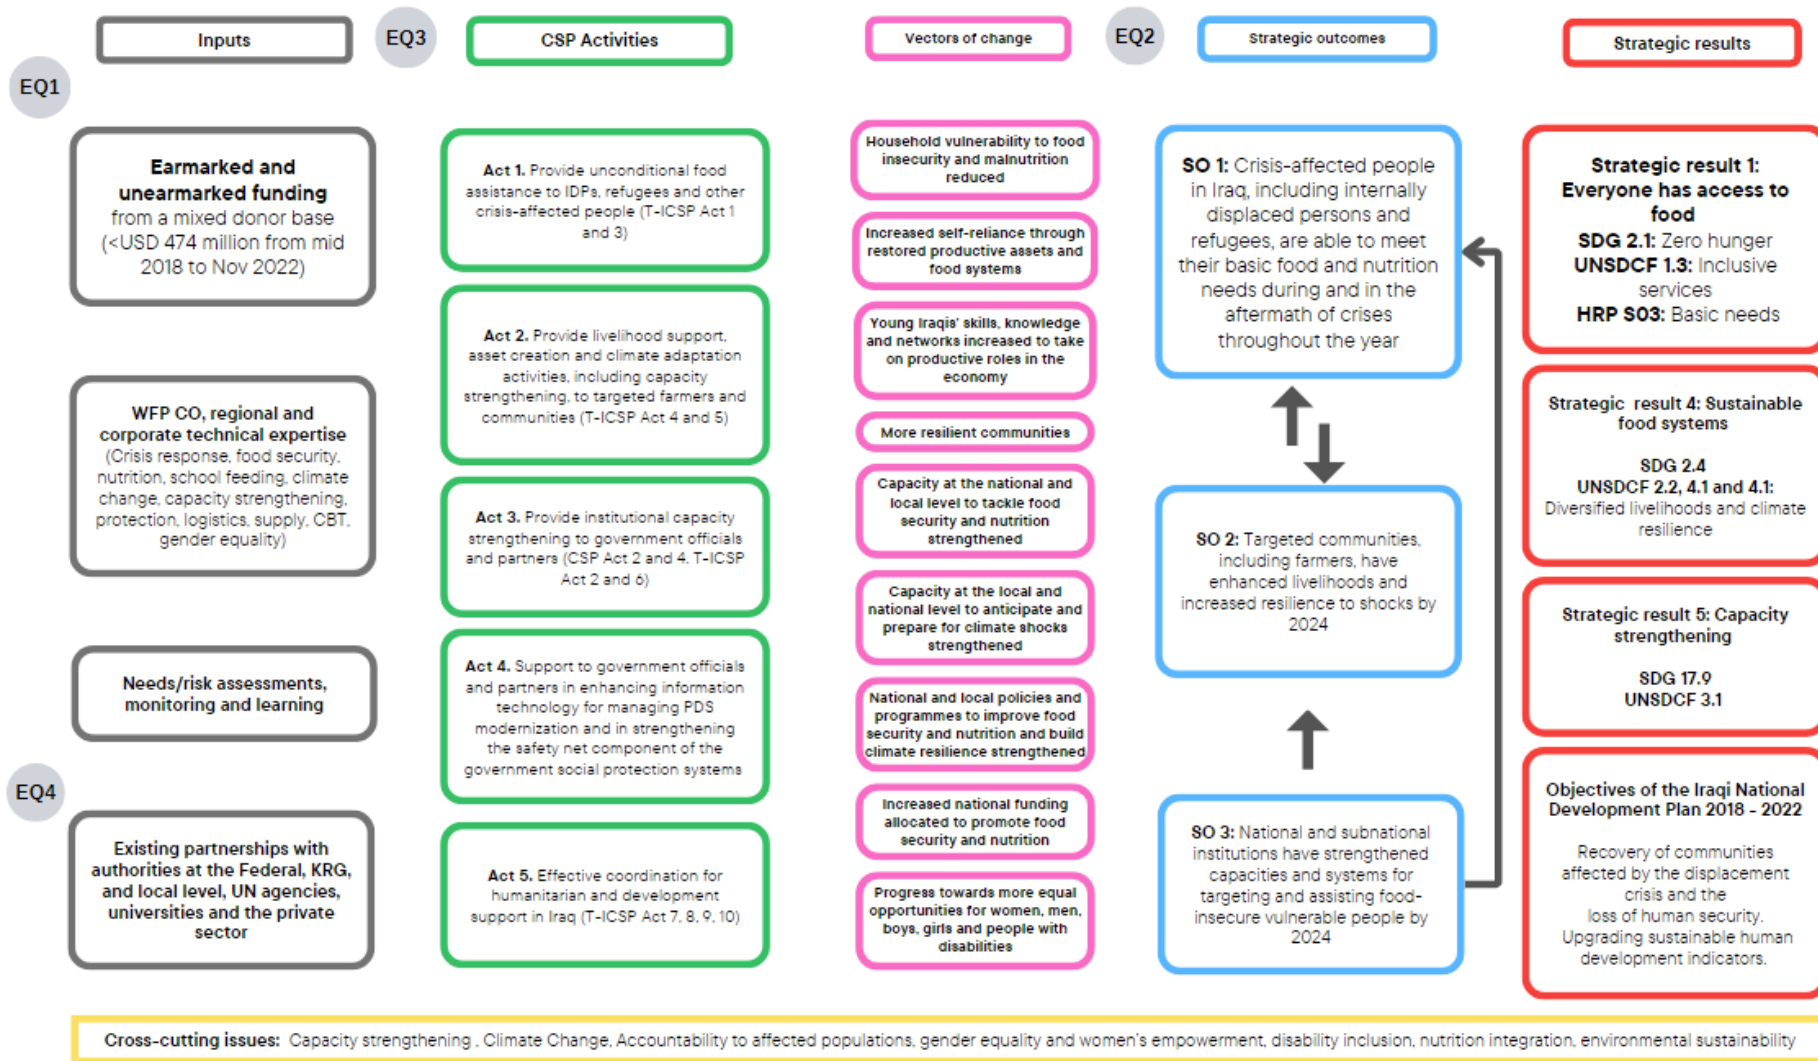 Inputs
EQ3
CSP Activities
Vectors of change
EQ2
Strategic outcomes
Strategic results
EQ1
Earmarked and
unearmarked funding
from a mixed donor base
(<USD 474 million from mid
2018 to Nov 2022)
WFP CO, regional and
corporate technical expertise
(Crisis response, food security,
nutrition, school feeding, climate
change, capacity strengthening,
protection, logistics, supply, CBT,
gender equality)
Needs/risk assessments,
monitoring and learning
EQ4
Existing partnerships with
authorities at the Federal, KRG,
and local level, UN agencies,
universities and the private
sector
Act 1. Provide unconditional food
assistance to IDPs, refugees and other
crisis-affected people (T-ICSP Act 1
and 3)
Act 2. Provide livelihood support,
asset creation and climate adaptation
activities, including capacity
strengthening, to targeted farmers and
communities (T-ICSP Act 4 and 5)
Act 3. Provide institutional capacity
strengthening to government officials
and partners (CSP Act 2 and 4. T-ICSP
Act 2 and 6)
Act 4. Support to government officials
and partners in enhancing information
technology for managing PDS
modernization and in strengthening
the safety net component of the
government social protection systems
Act 5. Effective coordination for
humanitarian and development
support in Iraq (T-ICSP Act 7, 8, 9, 10)
Household vulnerability to food
insecurity and malnutrition
reduced
Increased self-reliance through
restored productive assets and
food systems
Young Iraqis' skills, knowledge
and networks increased to take
on productive roles in the
economy
More resilient communities
Capacity at the national and
local level to tackle food
security and nutrition
strengthened
Capacity at the local and
national level to anticipate and
prepare for climate shocks
strengthened
National and local policies and
programmes to improve food
security and nutrition and build
climate resilience strengthened
Increased national funding
allocated to promote food
security and nutrition
Progress towards more equal
opportunities for women, men,
boys, girls and people with
disabilities
SO 1: Crisis-affected people
in Iraq, including internally
displaced persons and
refugees, are able to meet
their basic food and nutrition
needs during and in the
aftermath of crises
throughout the year
SO 2: Targeted communities,
including farmers, have
enhanced livelihoods and
increased resilience to shocks by
2024
SO 3: National and subnational
institutions have strengthened
capacities and systems for
targeting and assisting food-
insecure vulnerable people by
2024
Strategic result 1:
Everyone has access to
food
SDG 2.1: Zero hunger
UNSDCF 1.3: Inclusive
services
HRP S03: Basic needs
Strategic result 4: Sustainable
food systems
SDG 2.4
UNSDCF 2.2, 4.1 and 4.1:
Diversified livelihoods and climate
resilience
Strategic result 5: Capacity
strengthening
SDG 17.9
UNSDCF 3.1
Objectives of the Iraqi National
Development Plan 2018 - 2022
Recovery of communities
affected by the displacement
crisis and the
loss of human security.
Upgrading sustainable human
development indicators.
Cross-cutting issues: Capacity strengthening , Climate Change, Accountability to affected populations, gender equality and women's empowerment, disability inclusion, nutrition integration, environmental sustainability